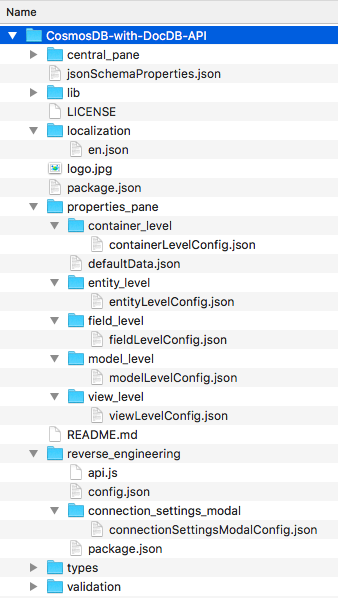 Name
CosmosDB-with-DocDB-API
central_pane
jsonSchemaProperties.json
lib
LICENSE
localization
en.json
logo.jpg
package.json
properties_pane
container_level
containerLevelConfig.json
defaultData.json
entity_level
entityLevelConfig.json
field_level
fieldLevelConfig.json
model_level
modelLevelConfig.json
view_level
viewLevelConfig.json
README.md
reverse_engineering
api.js
config.json
connection_settings_modal
connectionSettingsModalConfig.json
package.json
types
validation